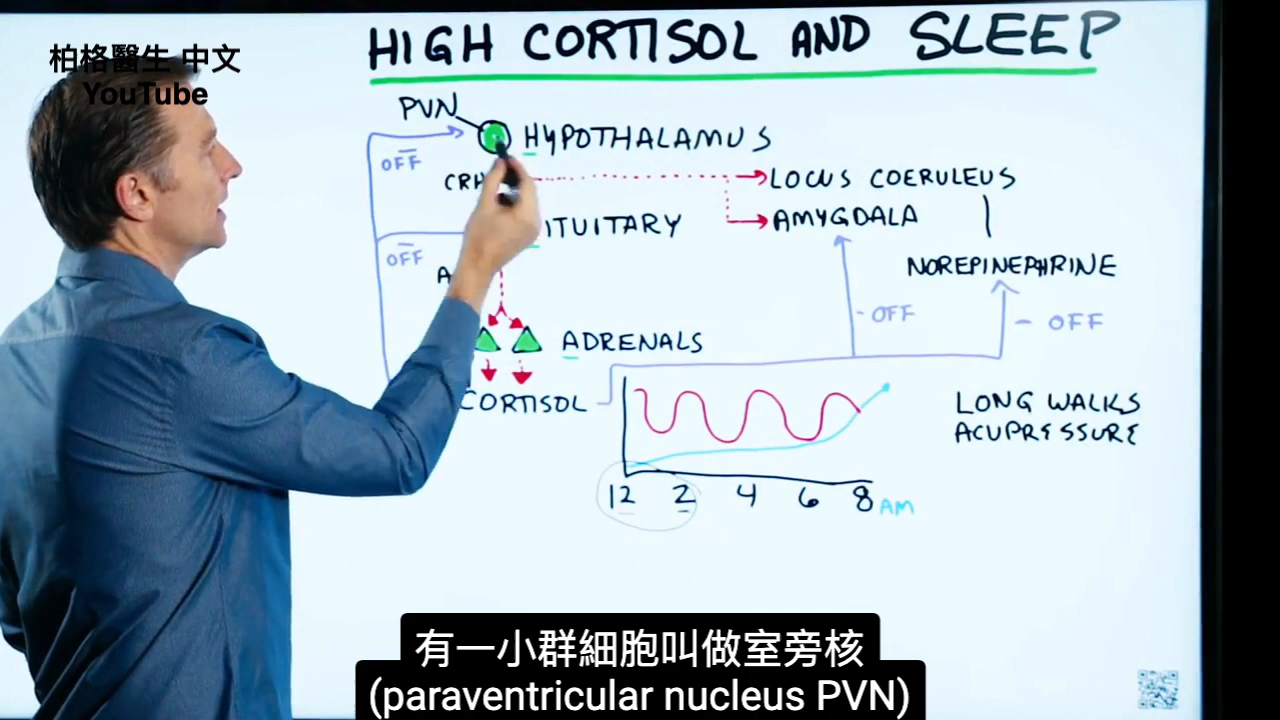 柏格醫生 中文
YouTube
HIGH CORTISOL AND SLEEP
PVN
HYPOTHALAMUS
OFF
CRH
LOCUS COERULEUS
ITUITARY
AMYGDALA
OFF
A
NOREPINEPHRINE
- OFF
- OFF
ADRENALS
CORTISOL
LONG WALKS
ACUPRESSURE
12 2 4 6 8 AM
有一小群細胞叫做室旁核
(paraventricular nucleus PVN)